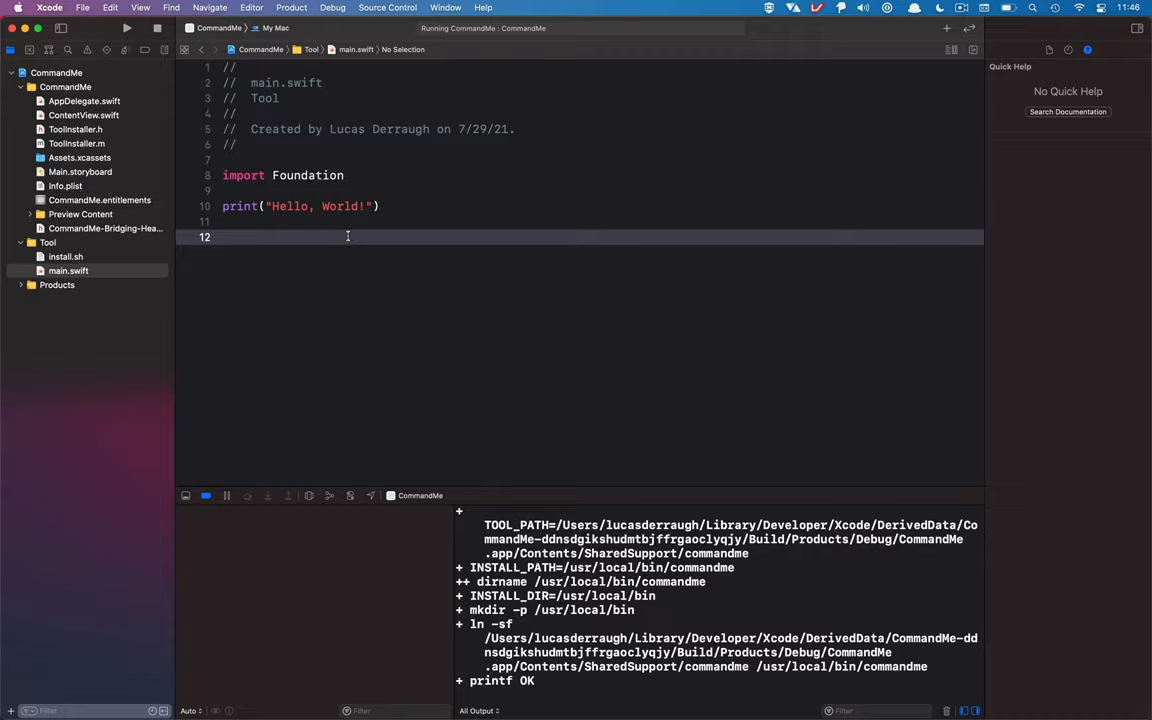 Xcode File Edit View Find Navigate Editor Product Debug Source Control Window Help 11:46
CommandMe My Mac Running CommandMe : CommandMe
CommandMe Tool main.swift No Selection
CommandMe
CommandMe
AppDelegate.swift
ContentView.swift
ToolInstaller.h
ToolInstaller.m
Assets.xcassets
Main.storyboard
Info.plist
CommandMe.entitlements
Preview Content
CommandMe-Bridging-Hea...
Tool
install.sh
main.swift
Products
Filter
1 //
2 // main.swift
3 // Tool
4 //
5 // Created by Lucas Derraugh on 7/29/21.
6 //
7
8 import Foundation
9
10 print("Hello, World!")
11
12
Quick Help
No Quick Help
Search Documentation
CommandMe
+
TOOL_PATH=/Users/lucasderraugh/Library/Developer/Xcode/DerivedData/Co
mmandMe-ddnsdgikshudmtbjffrgaoclyqjy/Build/Products/Debug/CommandMe
.app/Contents/SharedSupport/commandme
+ INSTALL_PATH=/usr/local/bin/commandme
++ dirname /usr/local/bin/commandme
+ INSTALL_DIR=/usr/local/bin
+ mkdir -p /usr/local/bin
+ ln -sf
/Users/lucasderraugh/Library/Developer/Xcode/DerivedData/CommandMe-dd
nsdgikshudmtbjffrgaoclyqjy/Build/Products/Debug/CommandMe
.app/Contents/SharedSupport/commandme /usr/local/bin/commandme
+ printf OK
Auto Filter All Output Filter